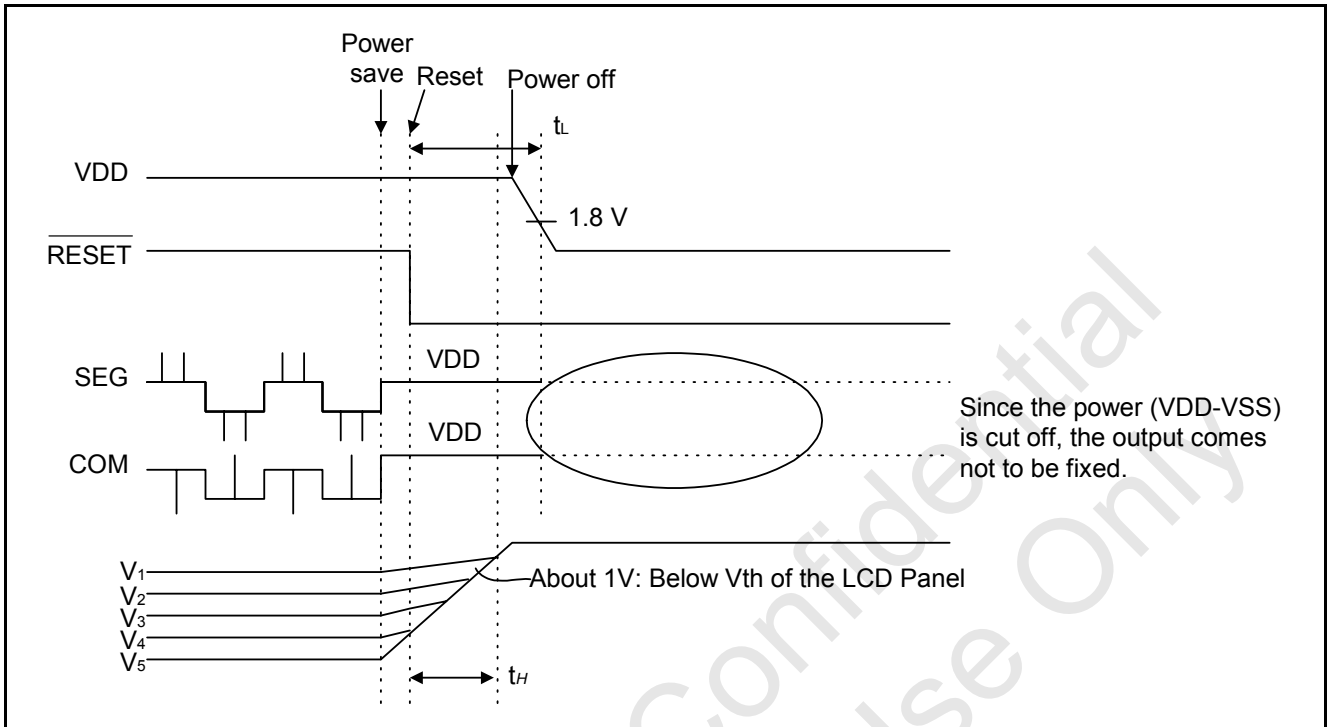 Power
save
Reset
Power off
tL
VDD
1.8 V
RESET
VDD
SEG
VDD
COM
Since the power (VDD-VSS)
is cut off, the output comes
not to be fixed.
V1
V2
V3
V4
V5
About 1V: Below Vth of the LCD Panel
tH
Confidential
Use Only